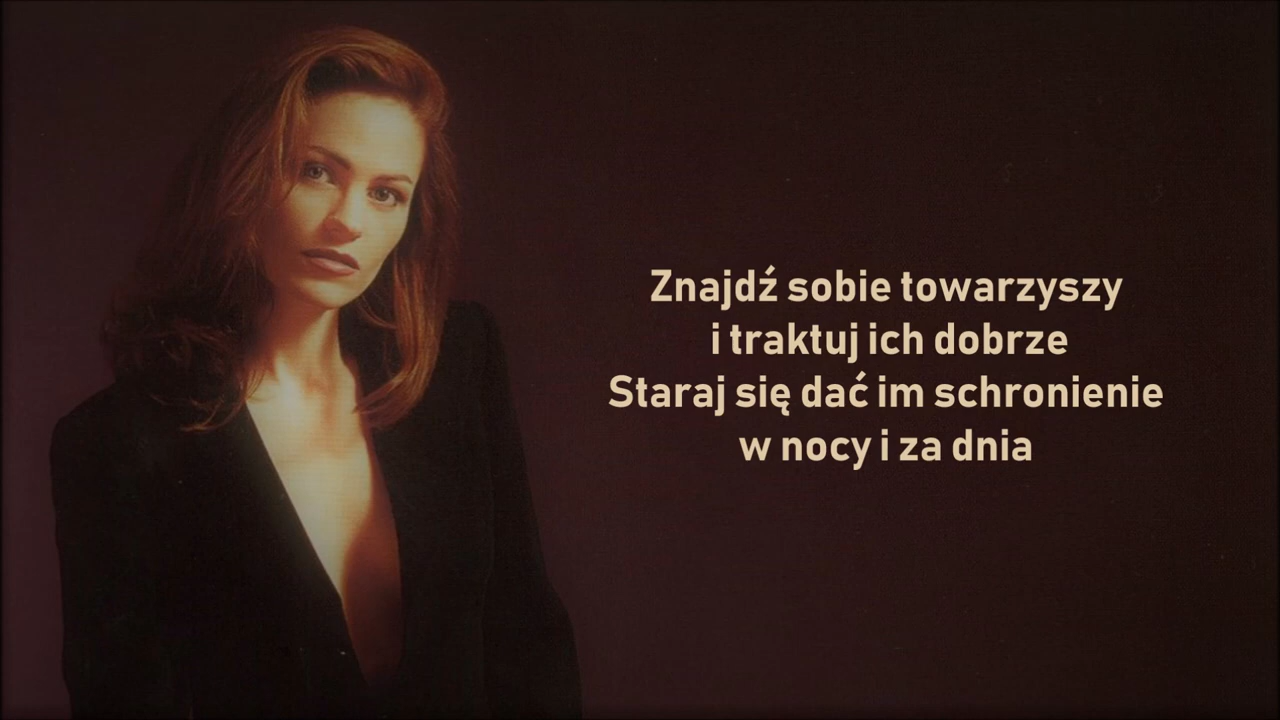 Znajdź sobie towarzyszy
i traktuj ich dobrze
Staraj się dać im schronienie
w nocy i za dnia